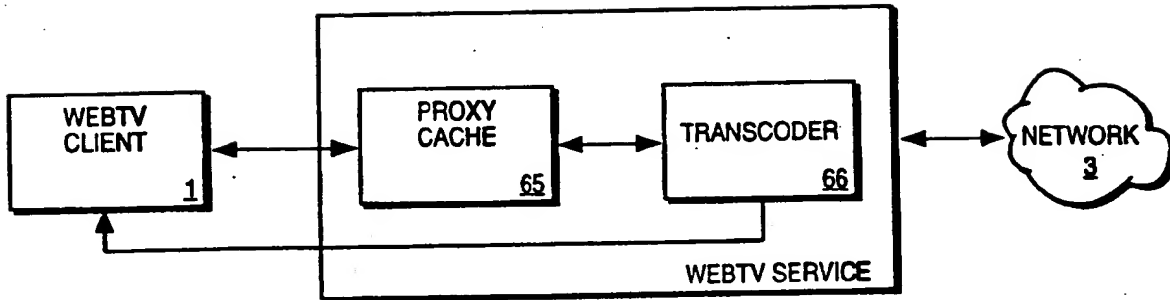 WEBTV
CLIENT
1
PROXY
CACHE
65
TRANSCODER
66
NETWORK
3
WEBTV SERVICE